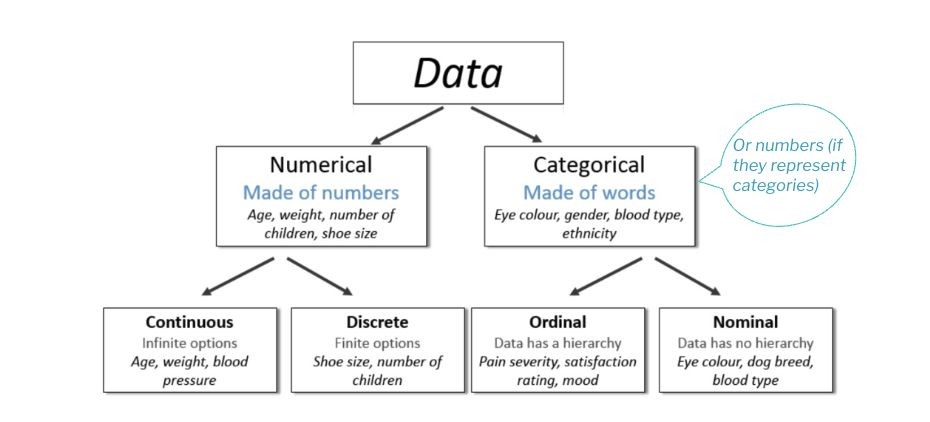 Data
Numerical
Made of numbers
Age, weight, number of
children, shoe size
Categorical
Made of words
Eye colour, gender, blood type,
ethnicity
Or numbers (if
they represent
categories)
Continuous
Infinite options
Age, weight, blood
pressure
Discrete
Finite options
Shoe size, number of
children
Ordinal
Data has a hierarchy
Pain severity, satisfaction
rating, mood
Nominal
Data has no hierarchy
Eye colour, dog breed,
blood type